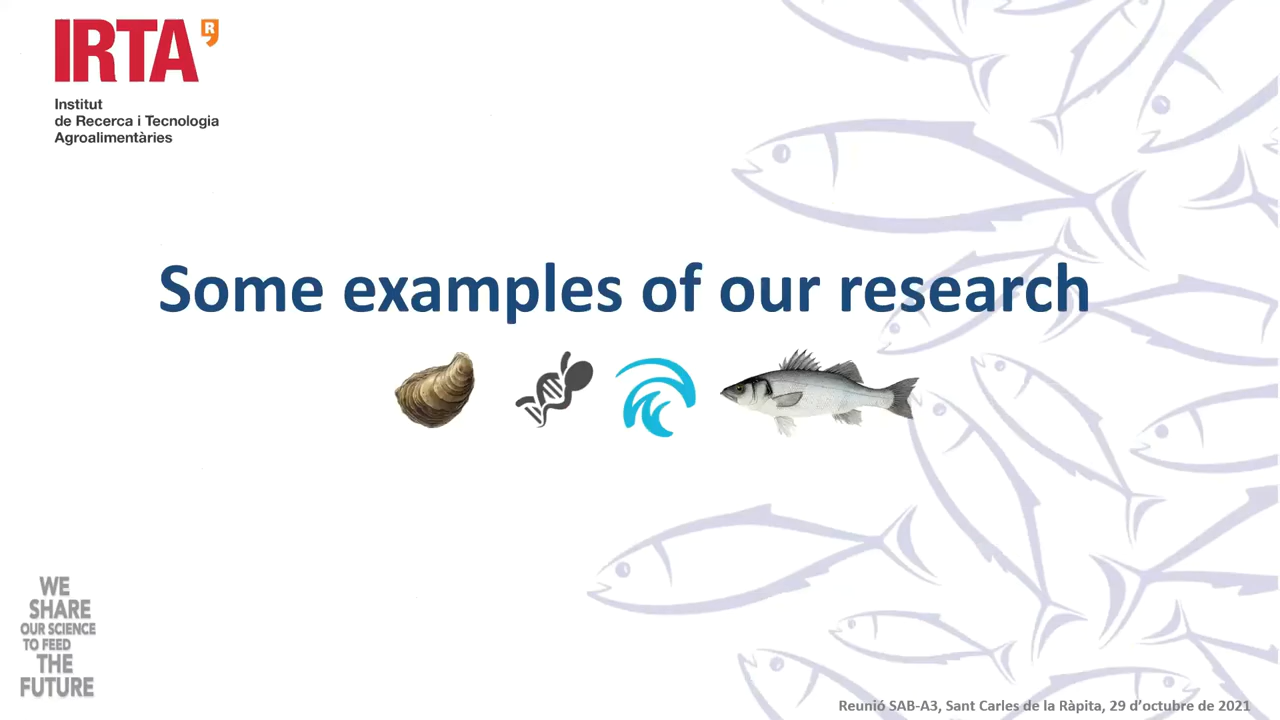 IRTA
R
Institut
de Recerca i Tecnologia
Agroalimentàries
Some examples of our research
WE
SHARE
OUR SCIENCE
TO FEED
THE
FUTURE
Reunió SAB-A3, Sant Carles de la Ràpita, 29 d'octubre de 2021